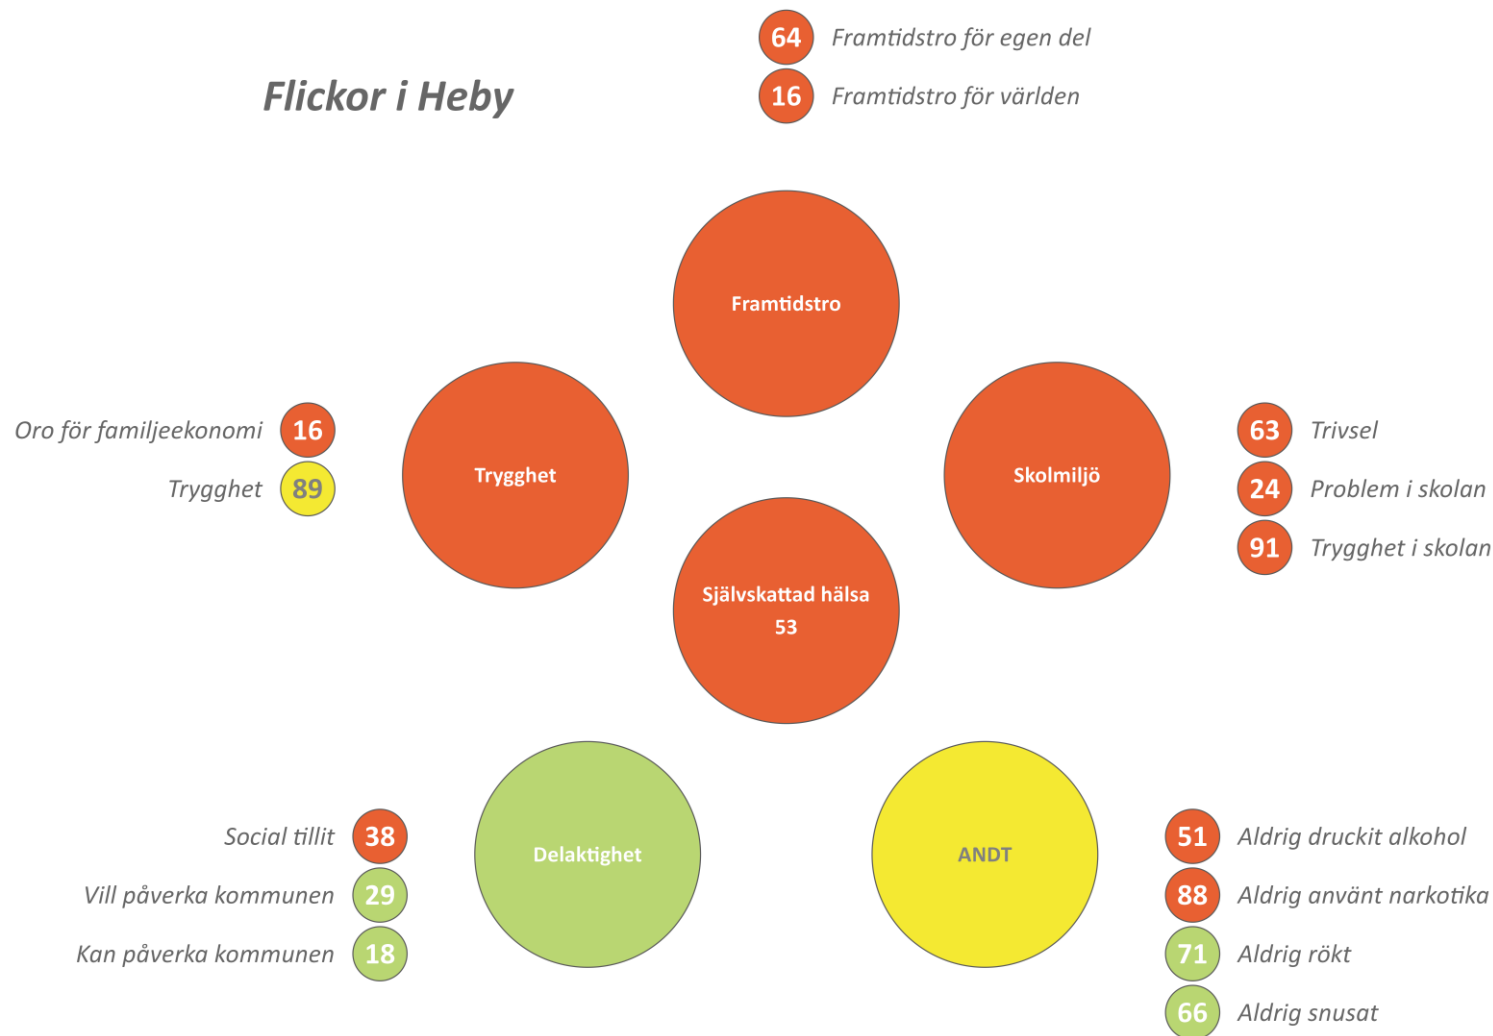 Flickor i Heby
64 Framtidstro för egen del
16 Framtidstro för världen
Framtidstro
Oro för familjeekonomi 16
Trygghet 89
Trygghet
Skolmiljö
63 Trivsel
24 Problem i skolan
91 Trygghet i skolan
Självskattad hälsa
53
Social tillit 38
Vill påverka kommunen 29
Kan påverka kommunen 18
Delaktighet
ANDT
51 Aldrig druckit alkohol
88 Aldrig använt narkotika
71 Aldrig rökt
66 Aldrig snusat